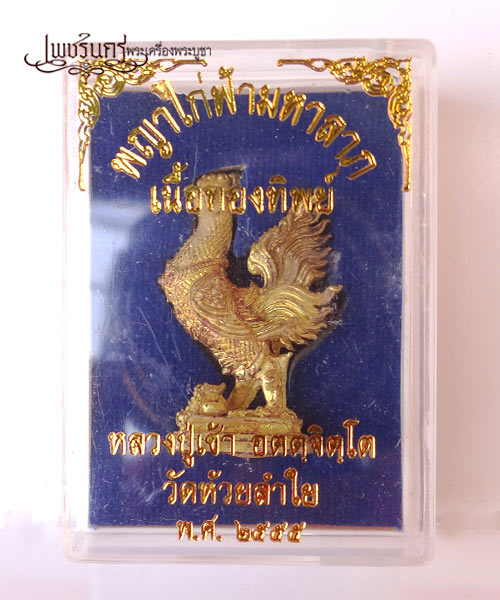 เพชรินทร์พระเครื่องพระบูชา
พญาไก่ฟ้ามหาลาภ
เนื้อทองทิพย์
หลวงปู่เจ้า อตตฺจิตฺโต
วัดห้วยลำใย
พ.ศ. ๒๕๕๕